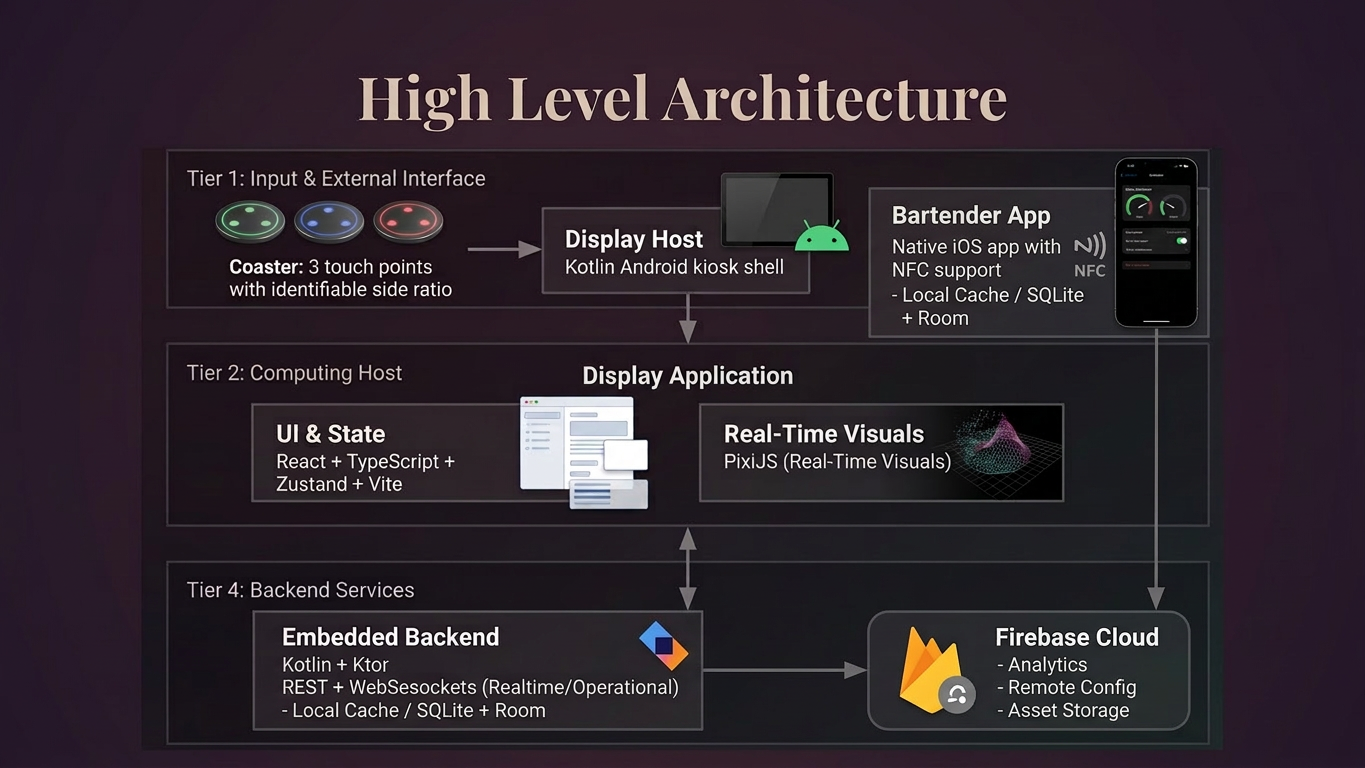 High Level Architecture
Tier 1: Input & External Interface
Coaster: 3 touch points
with identifiable side ratio
Display Host
Kotlin Android kiosk shell
Bartender App
Native iOS app with
NFC support
- Local Cache / SQLite
+ Room
NFC
Tier 2: Computing Host
Display Application
UI & State
React + TypeScript +
Zustand + Vite
Real-Time Visuals
PixiJS (Real-Time Visuals)
Tier 4: Backend Services
Embedded Backend
Kotlin + Ktor
REST + WebSesockets (Realtime/Operational)
- Local Cache / SQLite + Room
Firebase Cloud
- Analytics
- Remote Config
- Asset Storage